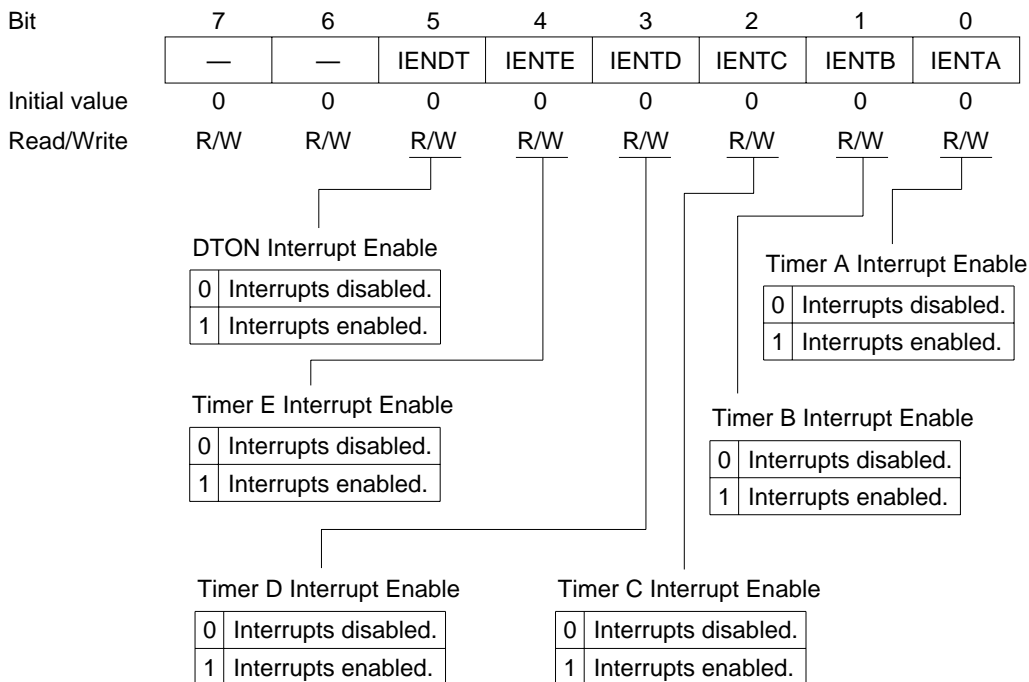 Bit 7 6 5 4 3 2 1 0
— — IENDT IENTE IENTD IENTC IENTB IENTA
Initial value 0 0 0 0 0 0 0 0
Read/Write R/W R/W R/W R/W R/W R/W R/W R/W
DTON Interrupt Enable
0 Interrupts disabled.
1 Interrupts enabled.
Timer A Interrupt Enable
0 Interrupts disabled.
1 Interrupts enabled.
Timer E Interrupt Enable
0 Interrupts disabled.
1 Interrupts enabled.
Timer B Interrupt Enable
0 Interrupts disabled.
1 Interrupts enabled.
Timer D Interrupt Enable
0 Interrupts disabled.
1 Interrupts enabled.
Timer C Interrupt Enable
0 Interrupts disabled.
1 Interrupts enabled.